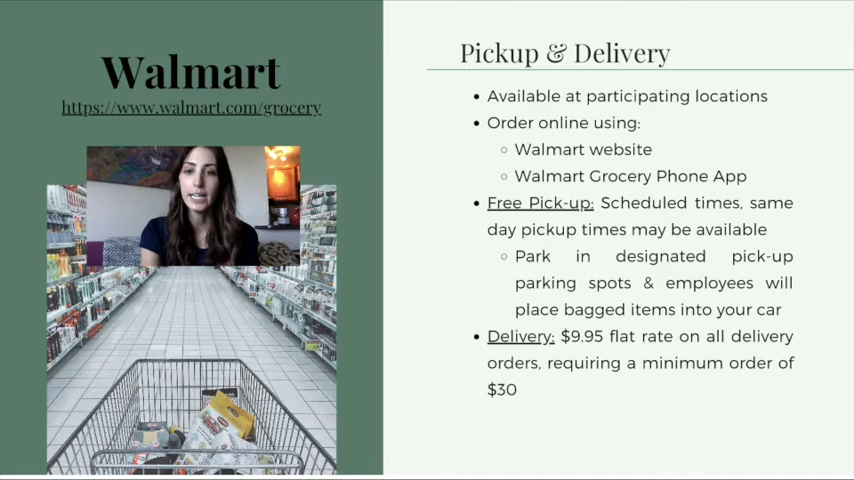 Walmart
https://www.walmart.com/grocery
Pickup & Delivery
• Available at participating locations
• Order online using:
○ Walmart website
○ Walmart Grocery Phone App
• Free Pick-up: Scheduled times, same
day pickup times may be available
○ Park in designated pick-up
parking spots & employees will
place bagged items into your car
• Delivery: $9.95 flat rate on all delivery
orders, requiring a minimum order of
$30